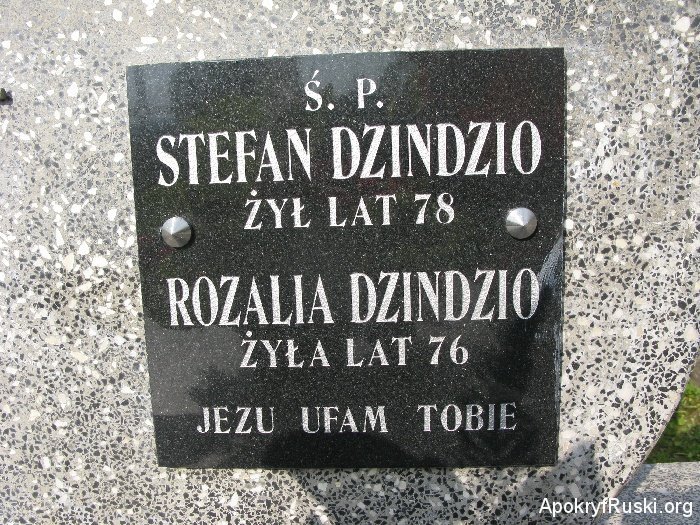 Ś. P.
STEFAN DZINDZIO
ŻYŁ LAT 78
ROZALIA DZINDZIO
ŻYŁA LAT 76
JEZU UFAM TOBIE
ApokryfRuski.org